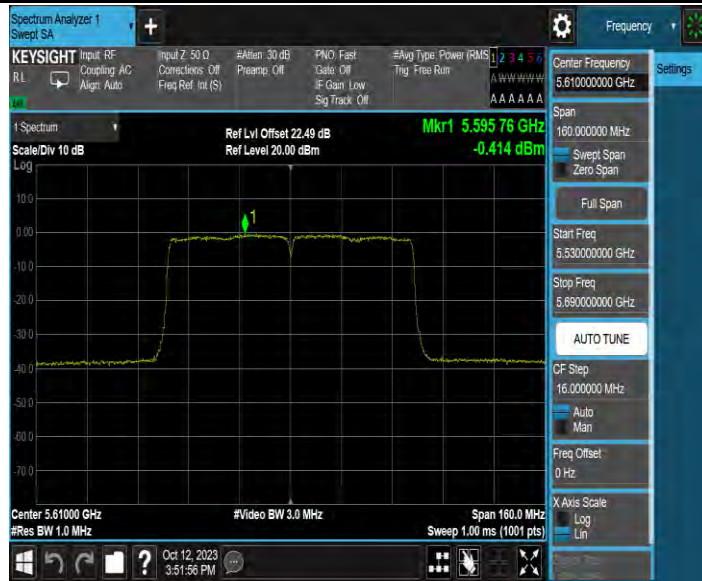 Spectrum Analyzer 1
Swept SA
Frequency
KEYSIGHT
RL
Input: RF
Coupling: AC
Align: Auto
Input Z: 50 Ω
Corrections: Off
Freq Ref: Int (S)
#Atten: 30 dB
Preamp: Off
PNO: Fast
Gate: Off
IF Gain: Low
Sig Track: Off
#Avg Type: Power (RMS
Trig: Free Run
1 2 3 4 5 6
A W W W W W
A A A A A A
Settings
Center Frequency
5.610000000 GHz
Span
160.000000 MHz
Swept Span
Zero Span
Full Span
Start Freq
5.530000000 GHz
Stop Freq
5.690000000 GHz
AUTO TUNE
CF Step
16.000000 MHz
Auto
Man
Freq Offset
0 Hz
X Axis Scale
Log
Lin
1 Spectrum
Scale/Div 10 dB
Log
Ref Lvl Offset 22.49 dB
Ref Level 20.00 dBm
Mkr1 5.595 76 GHz
-0.414 dBm
10.0
0.00
-10.0
-20.0
-30.0
-40.0
-50.0
-60.0
-70.0
1
Center 5.61000 GHz
#Res BW 1.0 MHz
#Video BW 3.0 MHz
Span 160.0 MHz
Sweep 1.00 ms (1001 pts)
?
Oct 12, 2023
3:51:56 PM